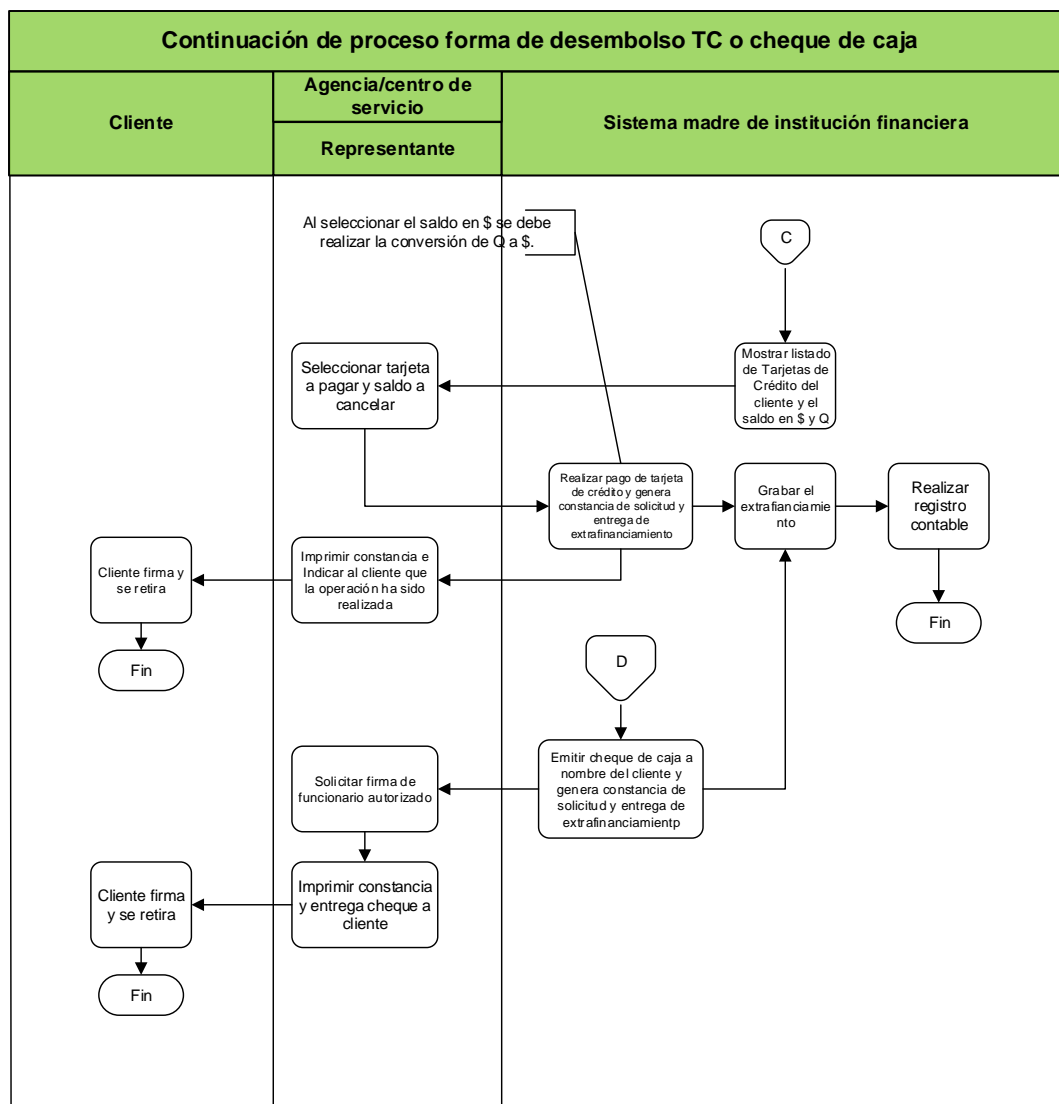 Continuación de proceso forma de desembolso TC o cheque de caja
Cliente
Agencia/centro de
servicio
Representante
Sistema madre de institución financiera
Al seleccionar el saldo en $ se debe
realizar la conversión de Q a $.
C
Mostrar listado
de Tarjetas de
Crédito del
cliente y el
saldo en $ y Q
Seleccionar tarjeta
a pagar y saldo a
cancelar
Realizar pago de tarjeta
de crédito y genera
constancia de solicitud y
entrega de
extrafinanciamiento
Grabar el
extrafianciamie
nto
Realizar
registro
contable
Fin
Imprimir constancia e
Indicar al cliente que
la operación ha sido
realizada
Cliente firma y
se retira
Fin
D
Emitir cheque de caja a
nombre del cliente y
genera constancia de
solicitud y entrega de
extrafinanciamientp
Solicitar firma de
funcionario autorizado
Imprimir constancia
y entrega cheque a
cliente
Cliente firma
y se retira
Fin